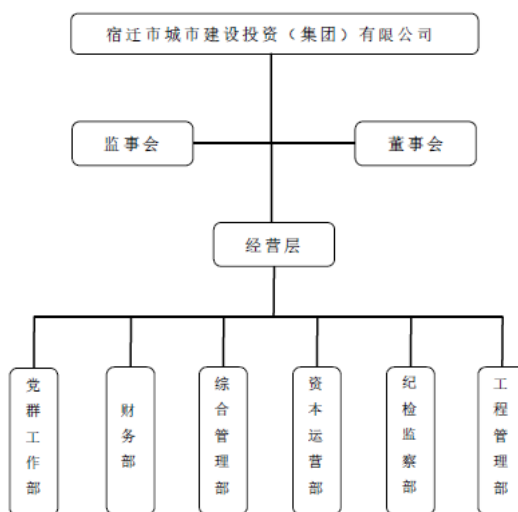 宿迁市城市建设投资（集团）有限公司
监事会
董事会
经营层
党群工作部
财务部
综合管理部
资本运营部
纪检监察部
工程管理部